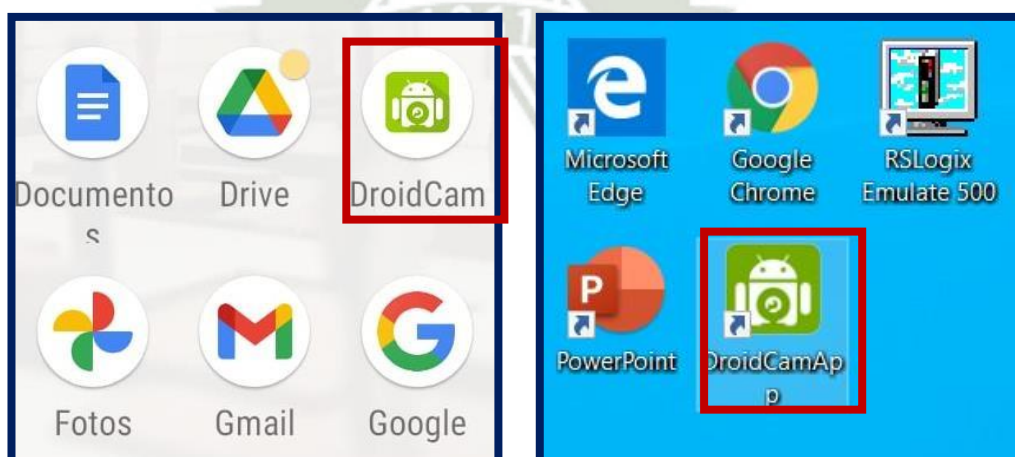 Documento
s
Drive
DroidCam
Fotos
Gmail
Google
Microsoft
Edge
Google
Chrome
RSLogix
Emulate 500
P
PowerPoint
DroidCamAp
p